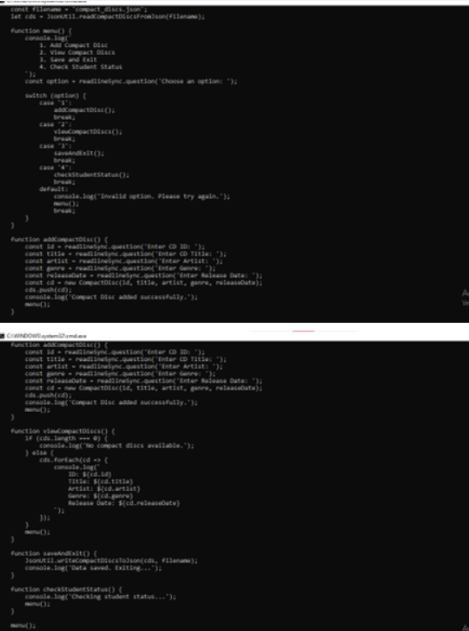 const filename = "compact_discs.json";
let cds = JsonUtil.readCompactDiscsFromJson(filename);
function menu() {
console.log(`
1. Add Compact Disc
2. View Compact Discs
3. Save and Exit
4. Check Student Status
`);
const option = readlineSync.question('Choose an option: ');
switch (option) {
case '1':
addCompactDisc();
break;
case '2':
viewCompactDiscs();
break;
case '3':
saveAndExit();
break;
case '4':
checkStudentStatus();
break;
default:
console.log('Invalid option. Please try again.');
menu();
break;
}
}
function addCompactDisc() {
const id = readlineSync.question('Enter CD ID: ');
const title = readlineSync.question('Enter CD Title: ');
const artist = readlineSync.question('Enter Artist: ');
const genre = readlineSync.question('Enter Genre: ');
const releaseDate = readlineSync.question('Enter Release Date: ');
const cd = new CompactDisc(id, title, artist, genre, releaseDate);
cds.push(cd);
console.log('Compact Disc added successfully.');
menu();
}
C:\WINDOWS\system32\cmd.exe
function addCompactDisc() {
const id = readlineSync.question('Enter CD ID: ');
const title = readlineSync.question('Enter CD Title: ');
const artist = readlineSync.question('Enter Artist: ');
const genre = readlineSync.question('Enter Genre: ');
const releaseDate = readlineSync.question('Enter Release Date: ');
const cd = new CompactDisc(id, title, artist, genre, releaseDate);
cds.push(cd);
console.log('Compact Disc added successfully.');
menu();
}
function viewCompactDiscs() {
if (cds.length === 0) {
console.log('No compact discs available.');
} else {
cds.forEach(cd => {
console.log(`
ID: ${cd.id}
Title: ${cd.title}
Artist: ${cd.artist}
Genre: ${cd.genre}
Release Date: ${cd.releaseDate}
`);
});
}
menu();
}
function saveAndExit() {
JsonUtil.writeCompactDiscsToJson(cds, filename);
console.log('Data saved. Exiting...');
}
function checkStudentStatus() {
console.log('Checking student status...');
menu();
}
menu();